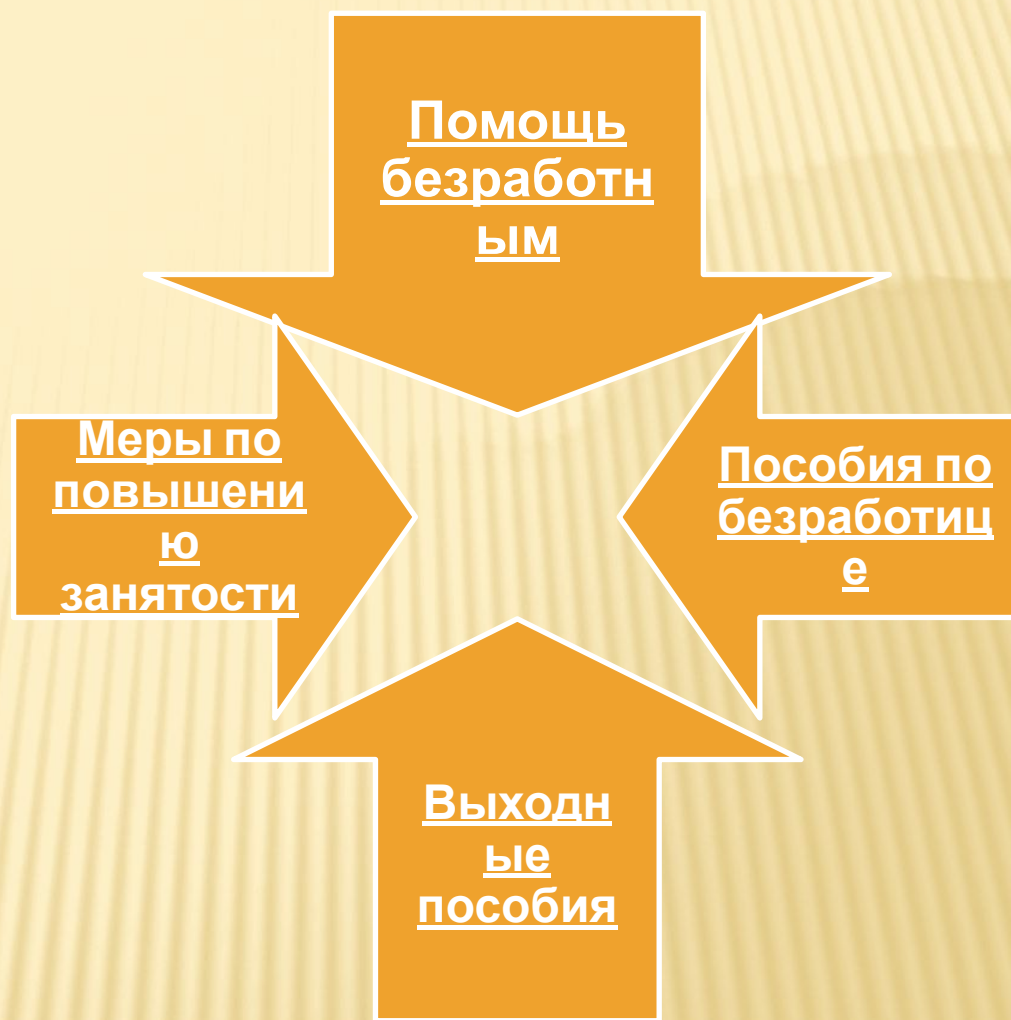 Помощь
безработн
ым
Меры по
повышени
ю
занятости
Пособия по
безработиц
е
Выходн
ые
пособия